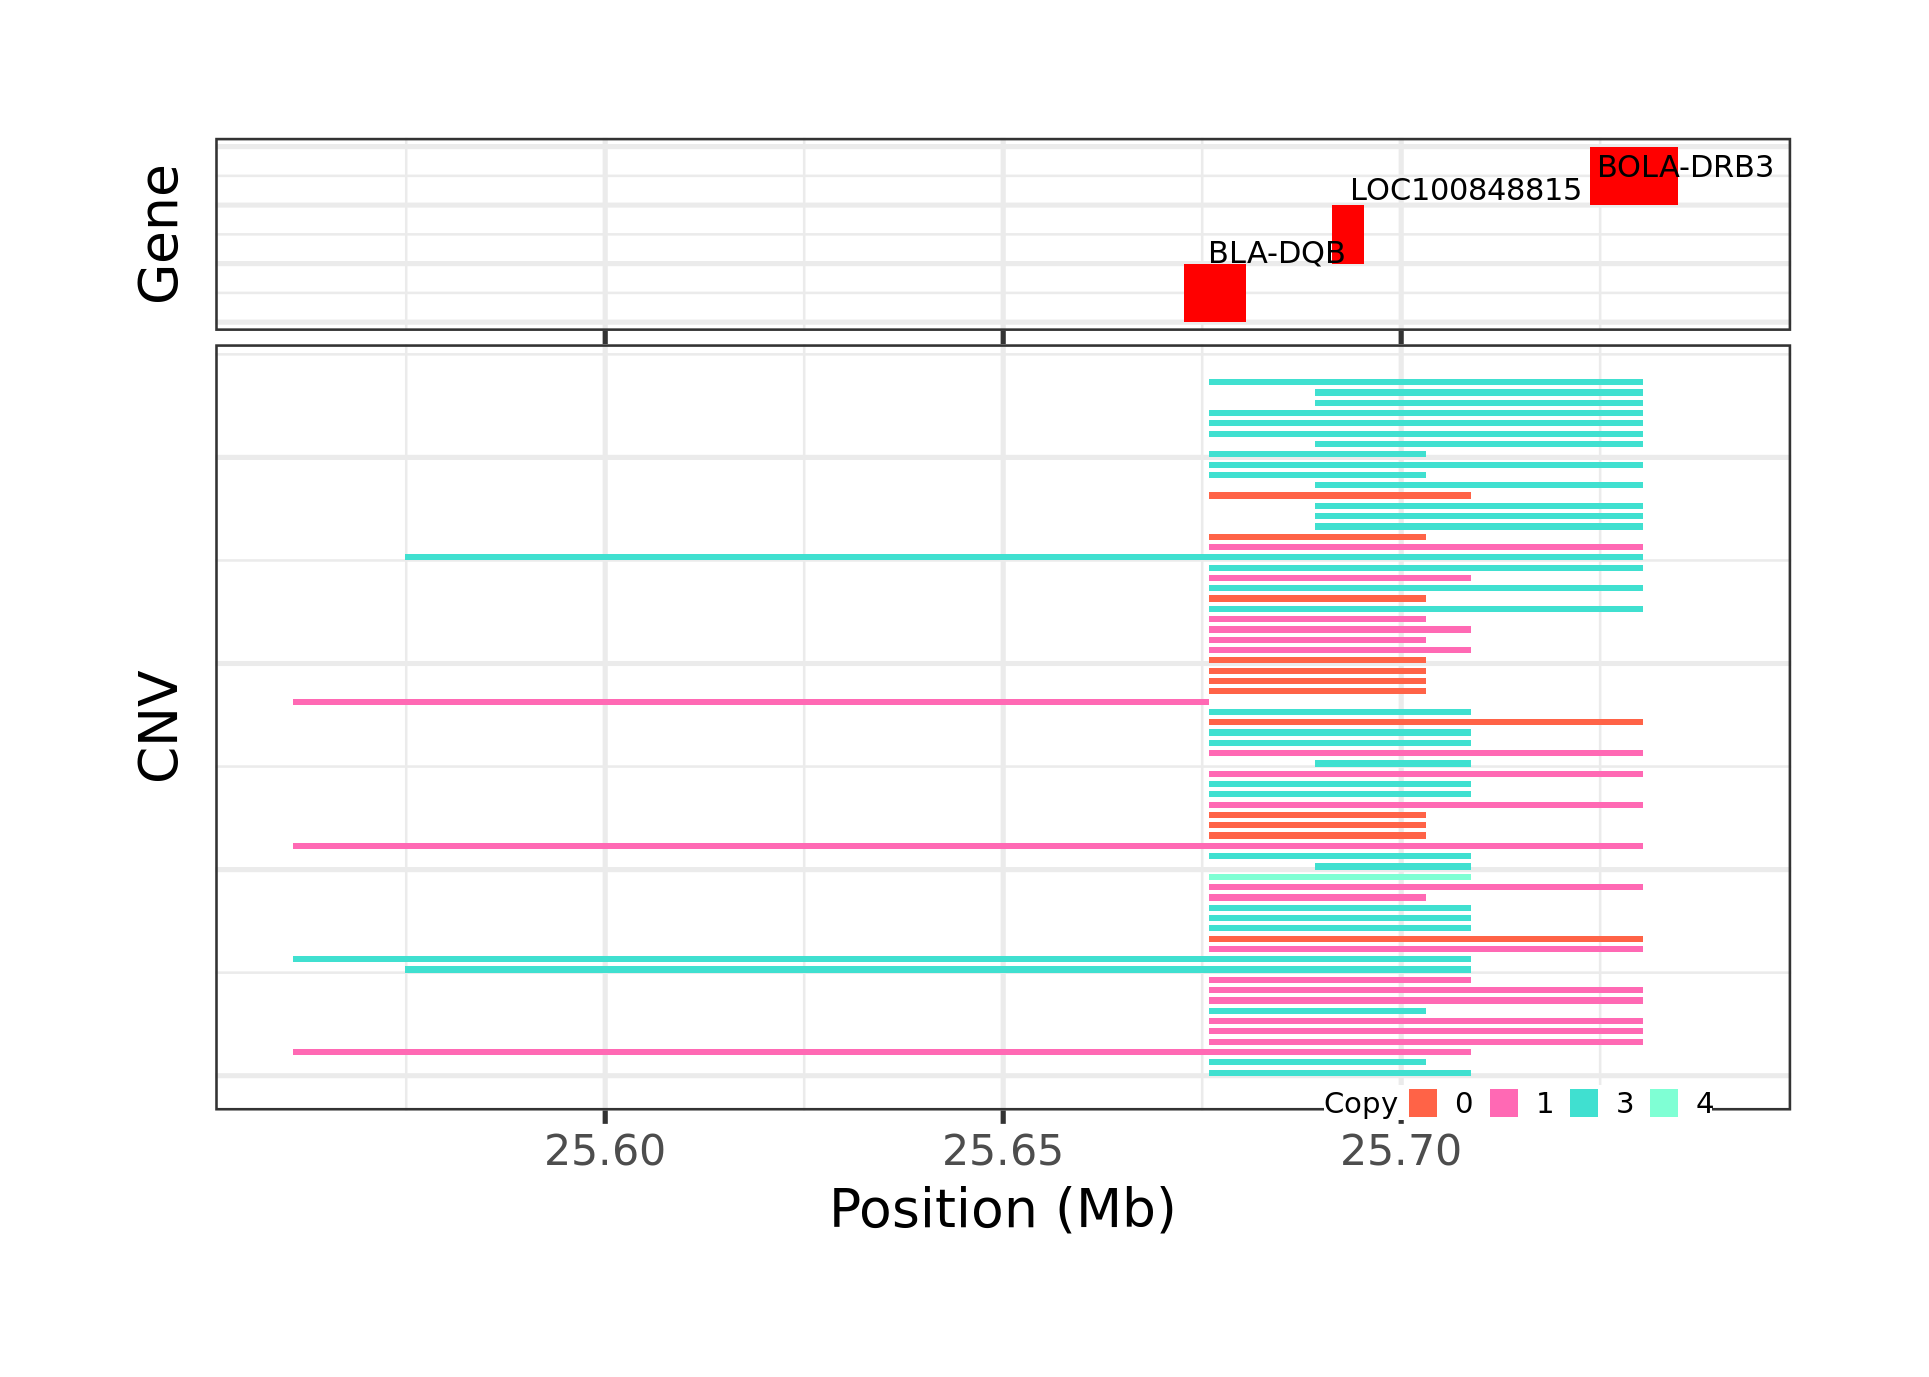 Gene
BOLA-DRB3
LOC100848815
BLA-DQB
CNV
Copy 0 1 3 4
25.60 25.65 25.70
Position (Mb)